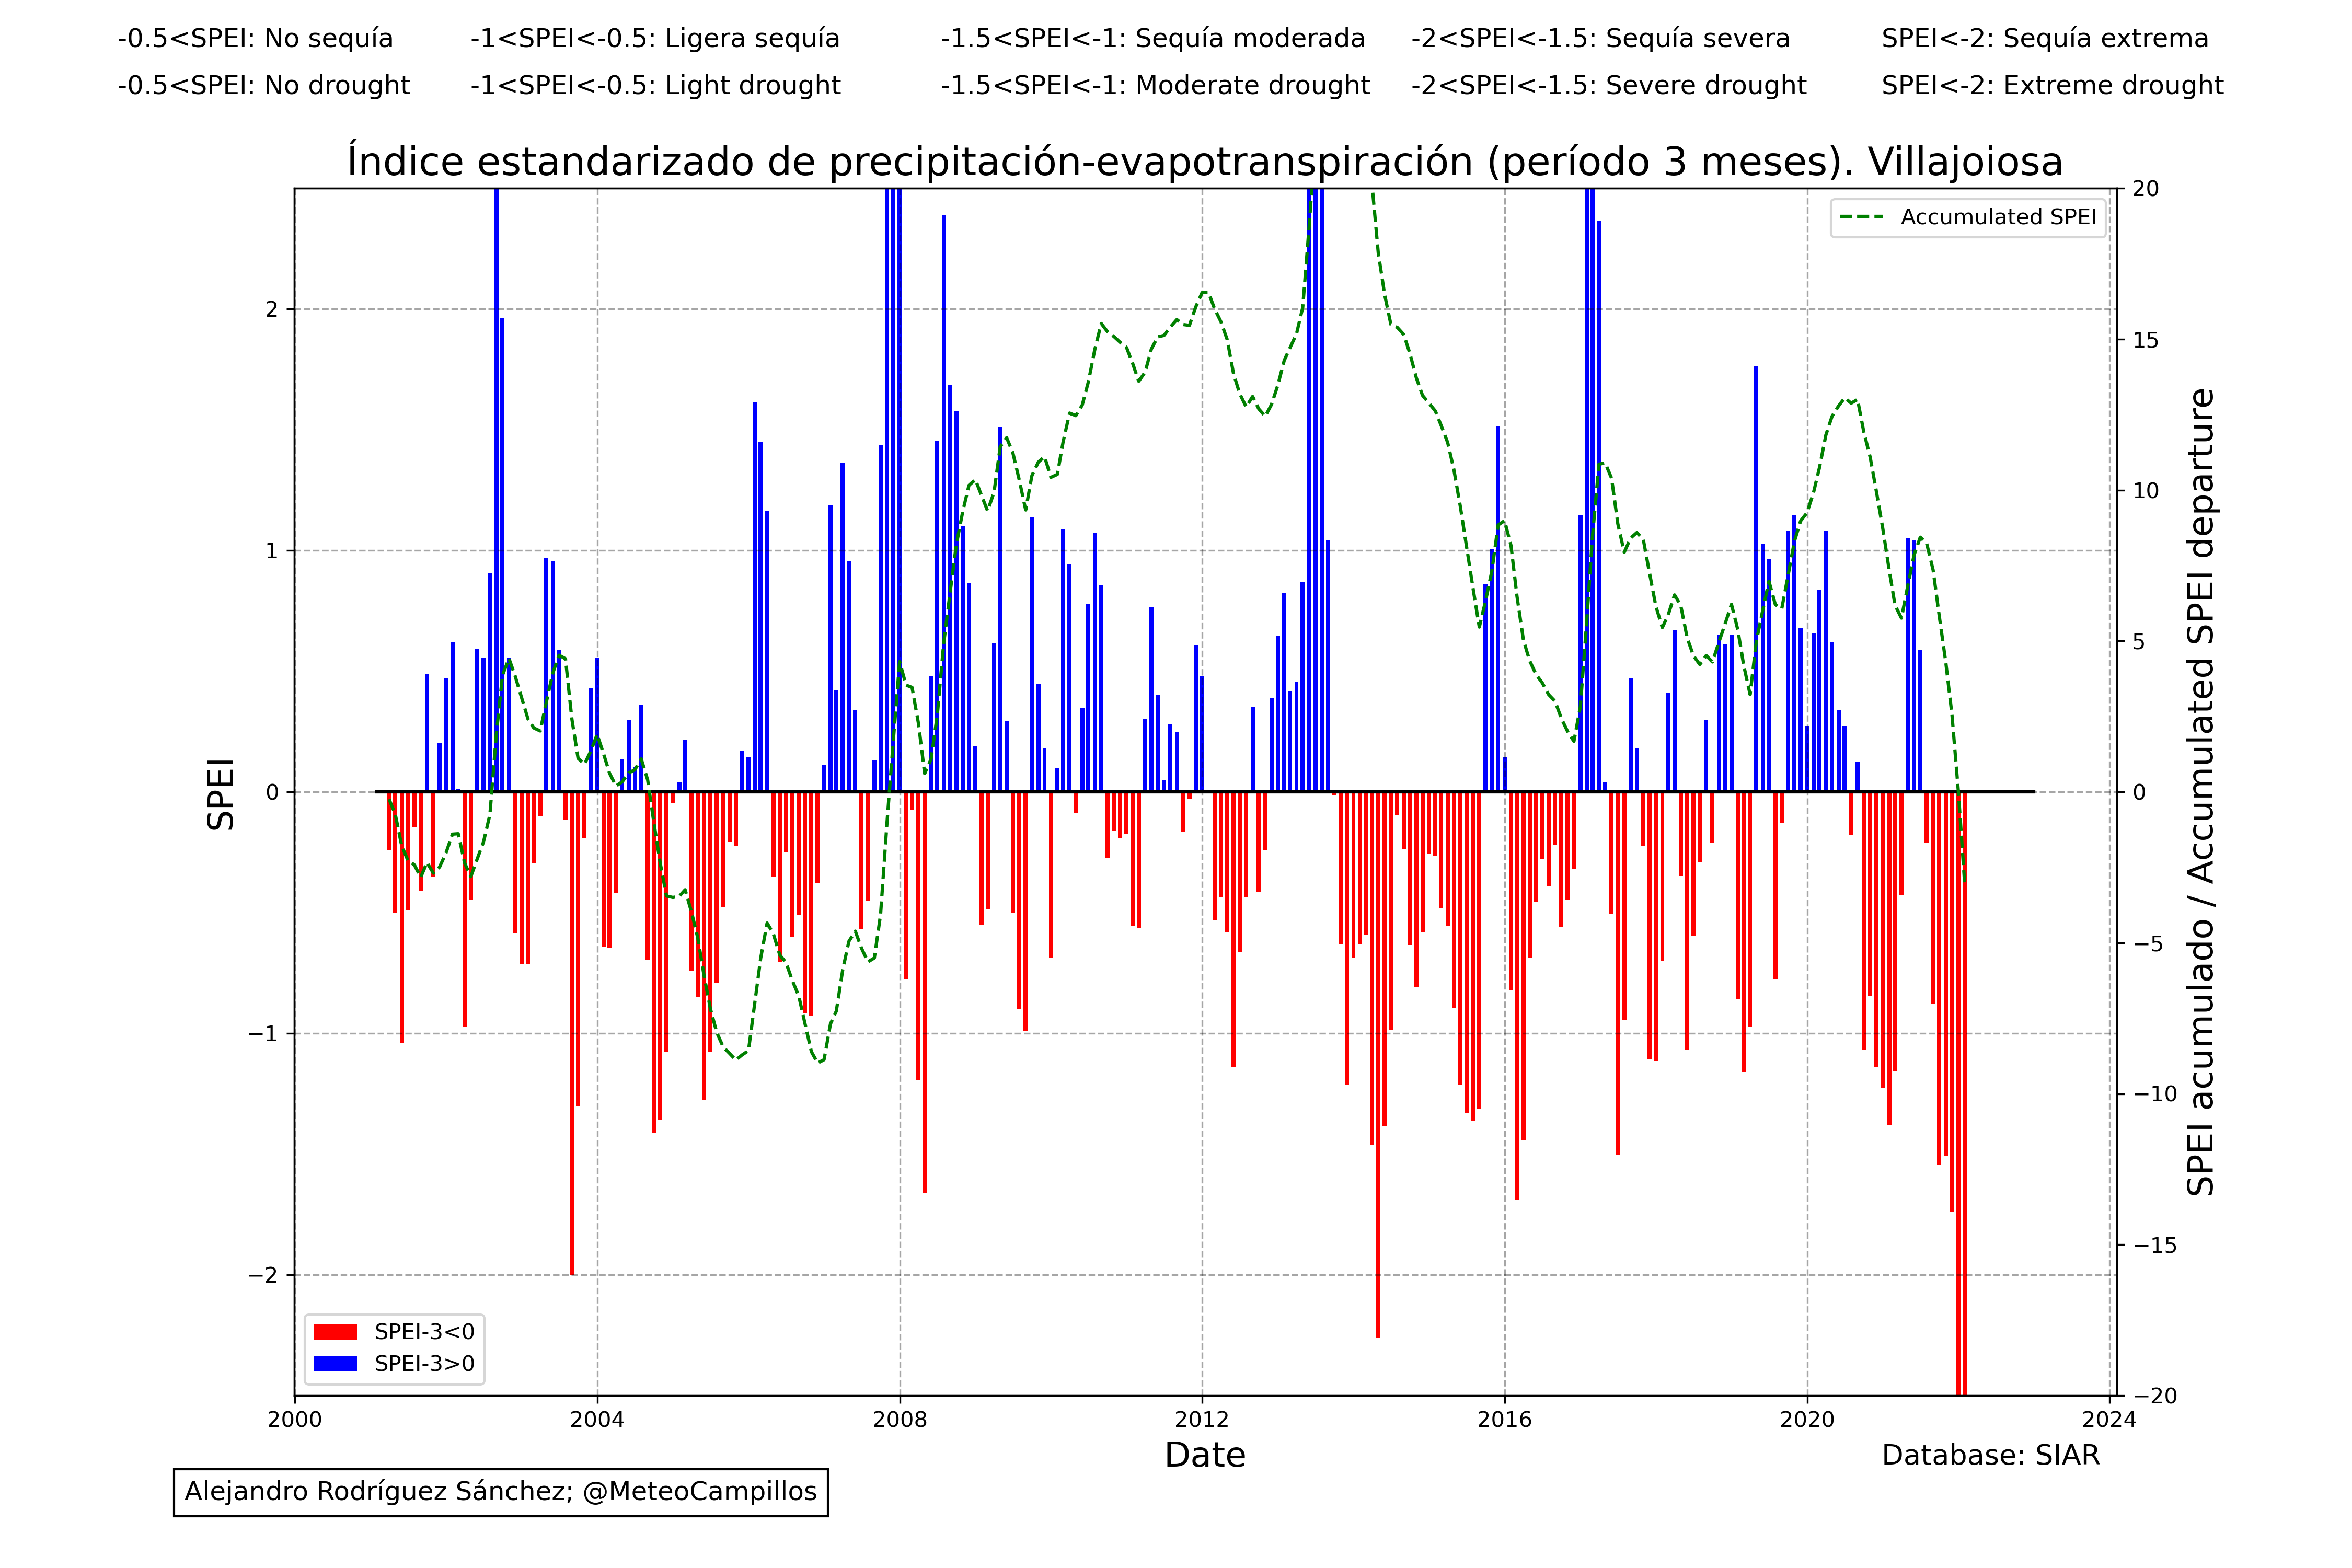 -0.5<SPEI: No sequía -1<SPEI<-0.5: Ligera sequía -1.5<SPEI<-1: Sequía moderada -2<SPEI<-1.5: Sequía severa SPEI<-2: Sequía extrema
-0.5<SPEI: No drought -1<SPEI<-0.5: Light drought -1.5<SPEI<-1: Moderate drought -2<SPEI<-1.5: Severe drought SPEI<-2: Extreme drought
Índice estandarizado de precipitación-evapotranspiración (período 3 meses). Villajoiosa
Accumulated SPEI
SPEI
2
1
0
−1
−2
20
15
10
5
0
−5
−10
−15
−20
SPEI acumulado / Accumulated SPEI departure
SPEI-3<0
SPEI-3>0
2000 2004 2008 2012 2016 2020 2024
Date
Database: SIAR
Alejandro Rodríguez Sánchez; @MeteoCampillos